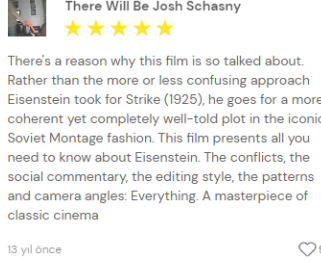 There Will Be Josh Schasny
There's a reason why this film is so talked about.
Rather than the more or less confusing approach
Eisenstein took for Strike (1925), he goes for a more
coherent yet completely well-told plot in the iconic
Soviet Montage fashion. This film presents all you
need to know about Eisenstein. The conflicts, the
social commentary, the editing style, the patterns
and camera angles: Everything. A masterpiece of
classic cinema
13 yıl önce